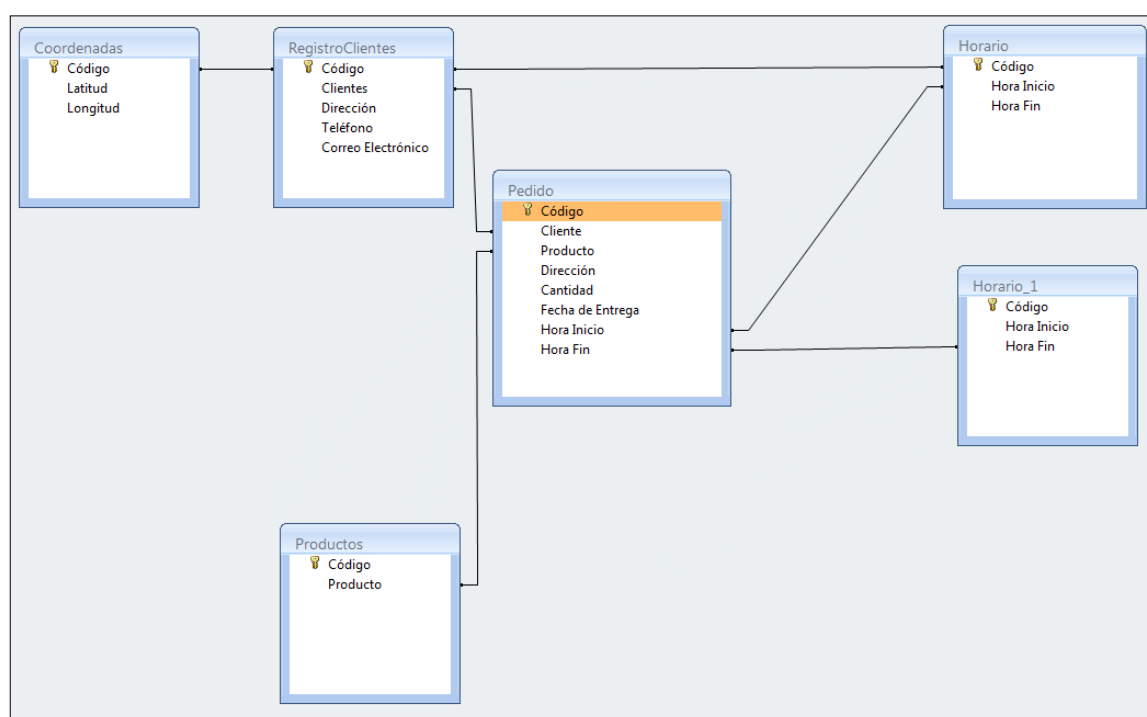 Coordenadas
Código
Latitud
Longitud
RegistroClientes
Código
Clientes
Dirección
Teléfono
Correo Electrónico
Horario
Código
Hora Inicio
Hora Fin
Pedido
Código
Cliente
Producto
Dirección
Cantidad
Fecha de Entrega
Hora Inicio
Hora Fin
Horario_1
Código
Hora Inicio
Hora Fin
Productos
Código
Producto